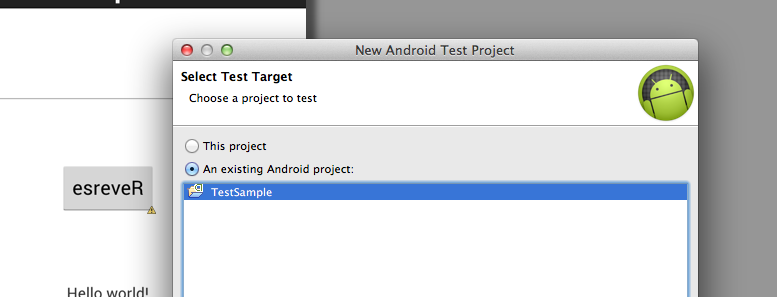 New Android Test Project
Select Test Target
Choose a project to test
This project
An existing Android project:
TestSample
esreveR
Hello world!